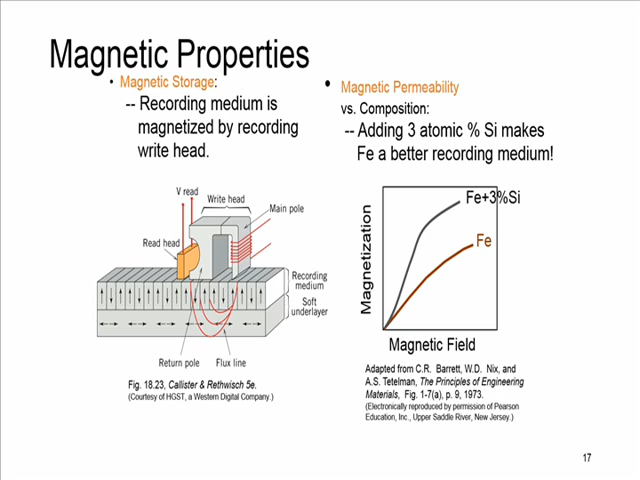 Magnetic Properties
• Magnetic Storage:
-- Recording medium is
magnetized by recording
write head.
V read
Write head
Main pole
Read head
Recording
medium
Soft
underlayer
Return pole
Flux line
Fig. 18.23, Callister & Rethwisch 5e.
(Courtesy of HGST, a Western Digital Company.)
• Magnetic Permeability
vs. Composition:
-- Adding 3 atomic % Si makes
Fe a better recording medium!
Fe+3%Si
Fe
Magnetization
Magnetic Field
Adapted from C.R. Barrett, W.D. Nix, and
A.S. Tetelman, The Principles of Engineering
Materials, Fig. 1-7(a), p. 9, 1973.
(Electronically reproduced by permission of Pearson
Education, Inc., Upper Saddle River, New Jersey.)
17